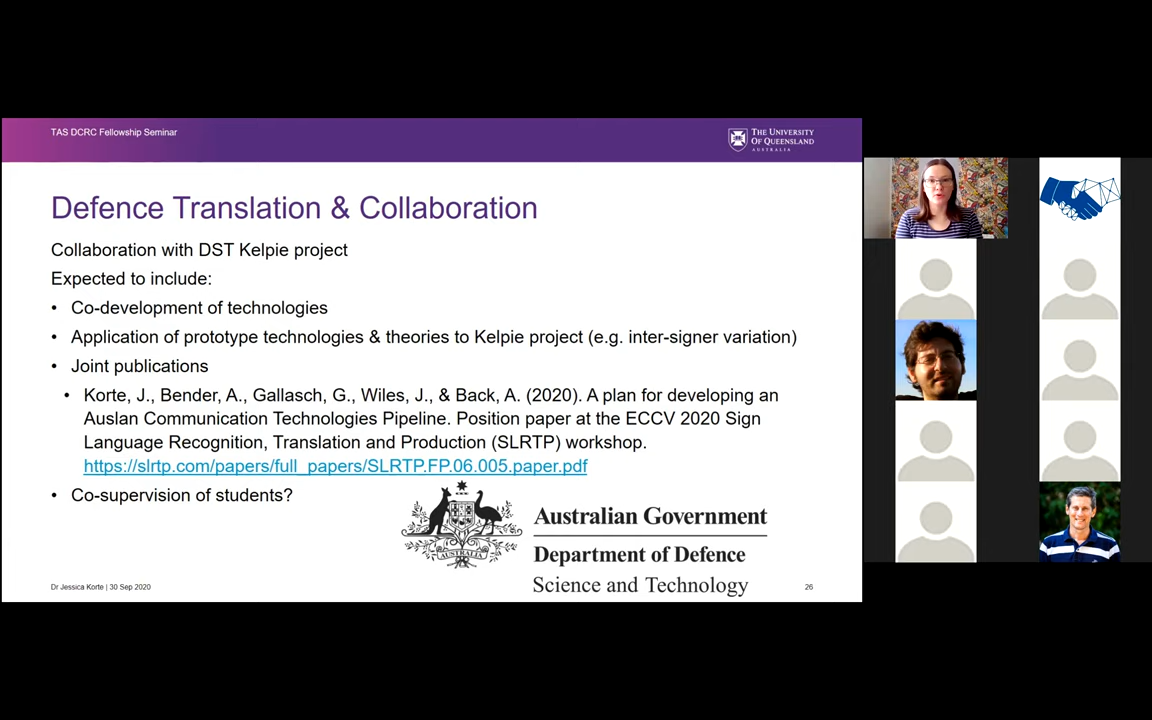 TAS DCRC Fellowship Seminar
THE UNIVERSITY
OF QUEENSLAND
AUSTRALIA
Defence Translation & Collaboration
Collaboration with DST Kelpie project
Expected to include:
• Co-development of technologies
• Application of prototype technologies & theories to Kelpie project (e.g. inter-signer variation)
• Joint publications
• Korte, J., Bender, A., Gallasch, G., Wiles, J., & Back, A. (2020). A plan for developing an
Auslan Communication Technologies Pipeline. Position paper at the ECCV 2020 Sign
Language Recognition, Translation and Production (SLRTP) workshop.
https://slrtp.com/papers/full_papers/SLRTP.FP.06.005.paper.pdf
• Co-supervision of students?
AUSTRALIA
Australian Government
Department of Defence
Science and Technology
Dr Jessica Korte | 30 Sep 2020
26